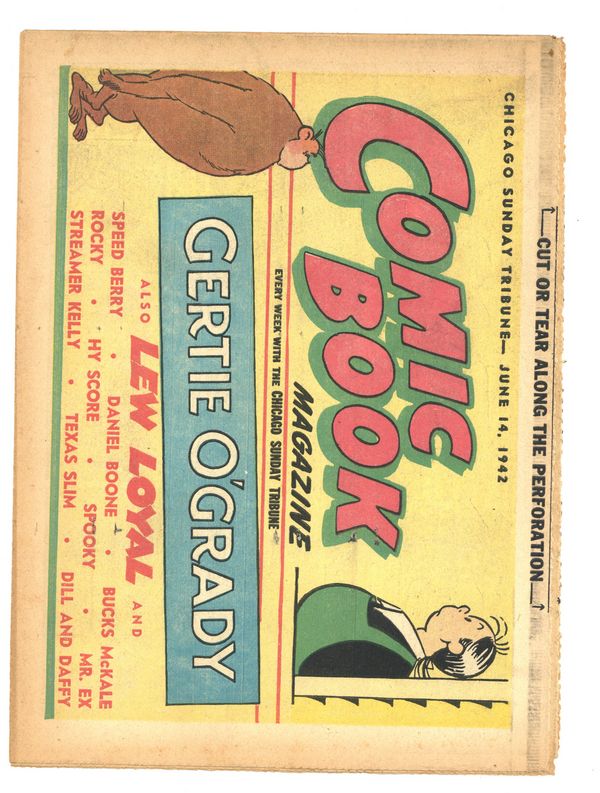 CUT OR TEAR ALONG THE PERFORATION
CHICAGO SUNDAY TRIBUNE— JUNE 14, 1942
COMIC
BOOK
MAGAZINE
EVERY WEEK WITH THE CHICAGO SUNDAY TRIBUNE
GERTIE O'GRADY
ALSO LEW LOYAL AND
SPEED BERRY • DANIEL BOONE • BUCKS McKALE
ROCKY • HY SCORE • SPOOKY • MR. EX
STREAMER KELLY • TEXAS SLIM • DILL AND DAFFY